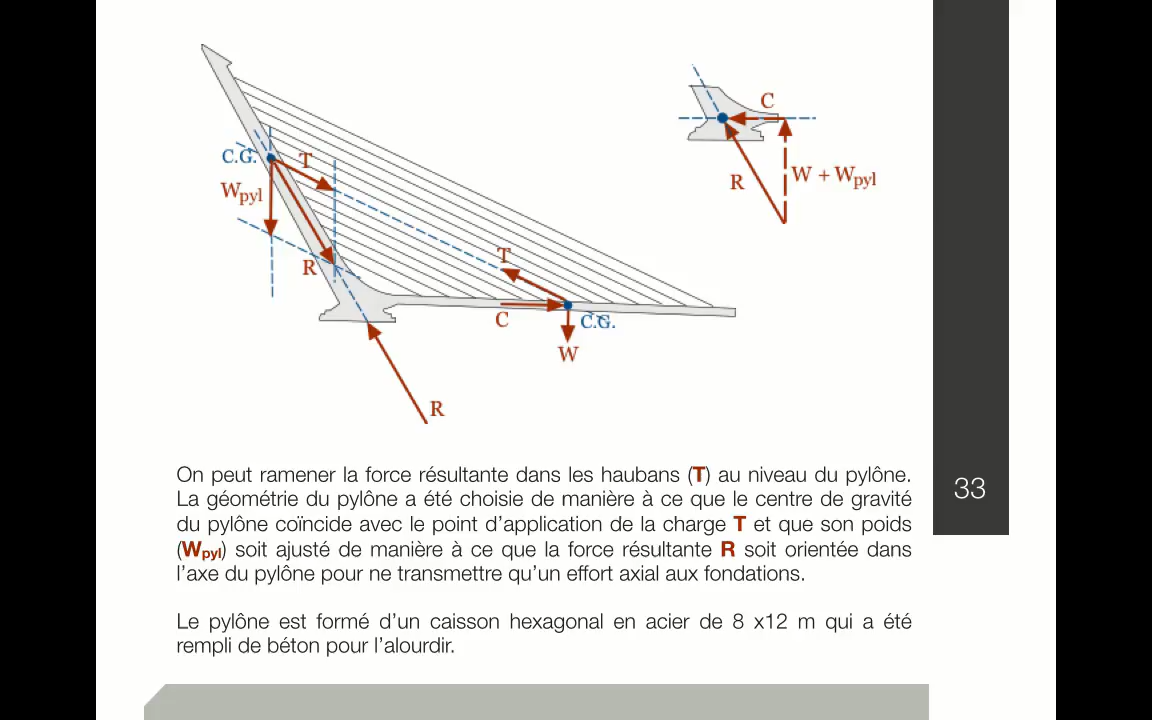 C.G.
T
Wpyl
R
T
C
C.G.
W
R
C
R
W + Wpyl
On peut ramener la force résultante dans les haubans (T) au niveau du pylône.
La géométrie du pylône a été choisie de manière à ce que le centre de gravité
du pylône coïncide avec le point d’application de la charge T et que son poids
(Wpyl) soit ajusté de manière à ce que la force résultante R soit orientée dans
l’axe du pylône pour ne transmettre qu’un effort axial aux fondations.
Le pylône est formé d’un caisson hexagonal en acier de 8 x12 m qui a été
rempli de béton pour l’alourdir.
33